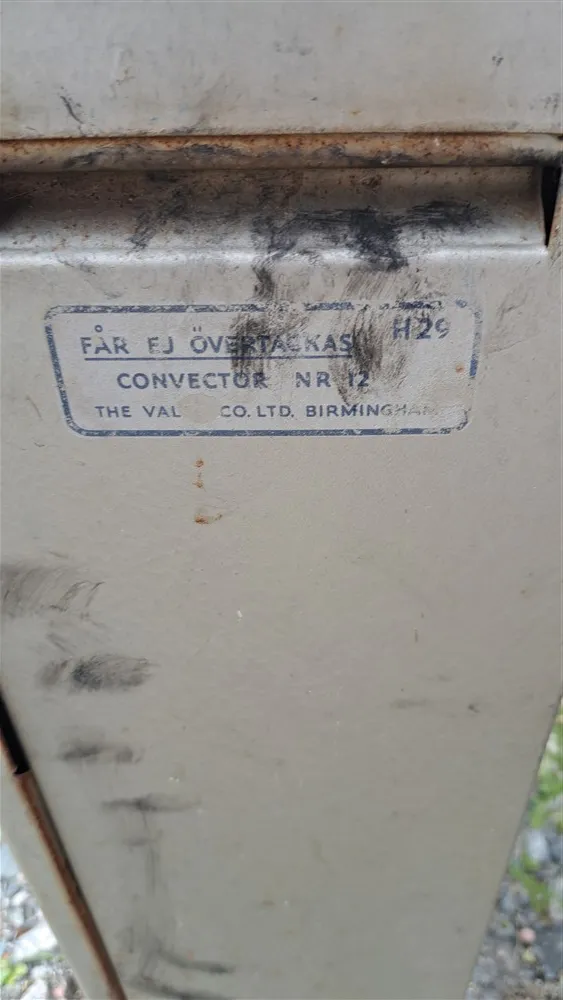 H29
FÅR EJ ÖVERTÄCKAS
CONVECTOR NR 12
THE VAL CO. LTD. BIRMINGHAM